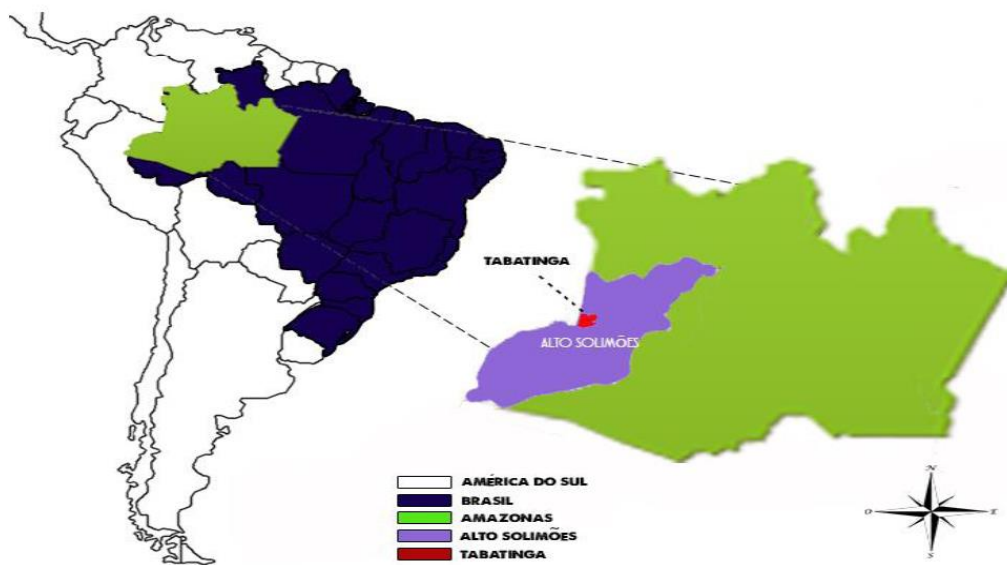 TABATINGA
ALTO SOLIMÕES
AMÉRICA DO SUL
BRASIL
AMAZONAS
ALTO SOLIMÕES
TABATINGA
N
O
E
S